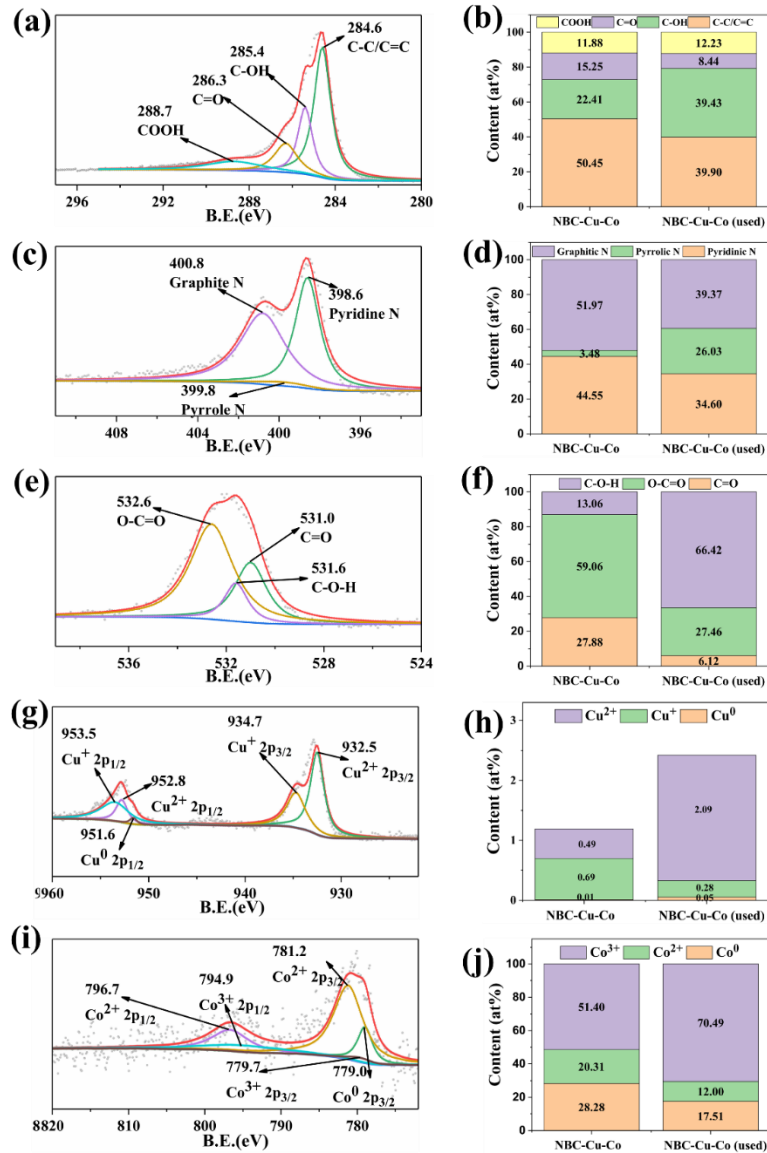 (a)
284.6
C-C/C=C
285.4
C-OH
286.3
C=O
288.7
COOH
296 292 288 284 280
B.E.(eV)
(b)
COOH C=O C-OH C-C/C=C
Content (at%)
100
80
60
40
20
0
11.88
15.25
22.41
50.45
12.23
8.44
39.43
39.90
NBC-Cu-Co NBC-Cu-Co (used)
(c)
400.8
Graphite N
398.6
Pyridine N
399.8
Pyrrole N
408 404 400 396
B.E.(eV)
(d)
Graphitic N Pyrrolic N Pyridinic N
Content (at%)
100
80
60
40
20
0
51.97
3.48
44.55
39.37
26.03
34.60
NBC-Cu-Co NBC-Cu-Co (used)
(e)
532.6
O-C=O
531.0
C=O
531.6
C-O-H
536 532 528 524
B.E.(eV)
(f)
C-O-H O-C=O C=O
Content (at%)
100
80
60
40
20
0
13.06
59.06
27.88
66.42
27.46
6.12
NBC-Cu-Co NBC-Cu-Co (used)
(g)
953.5
Cu⁺ 2p1/2
952.8
Cu²⁺ 2p1/2
951.6
Cu⁰ 2p1/2
934.7
Cu⁺ 2p3/2
932.5
Cu²⁺ 2p3/2
9960 950 940 930
B.E.(eV)
(h)
Cu²⁺ Cu⁺ Cu⁰
Content (at%)
3
2
1
0
0.49
0.69
0.01
2.09
0.28
0.05
NBC-Cu-Co NBC-Cu-Co (used)
(i)
781.2
Co²⁺ 2p3/2
796.7
Co²⁺ 2p1/2
794.9
Co³⁺ 2p1/2
779.7
Co³⁺ 2p3/2
779.0
Co⁰ 2p3/2
8820 810 800 790 780
B.E.(eV)
(j)
Co³⁺ Co²⁺ Co⁰
Content (at%)
100
80
60
40
20
0
51.40
20.31
28.28
70.49
12.00
17.51
NBC-Cu-Co NBC-Cu-Co (used)